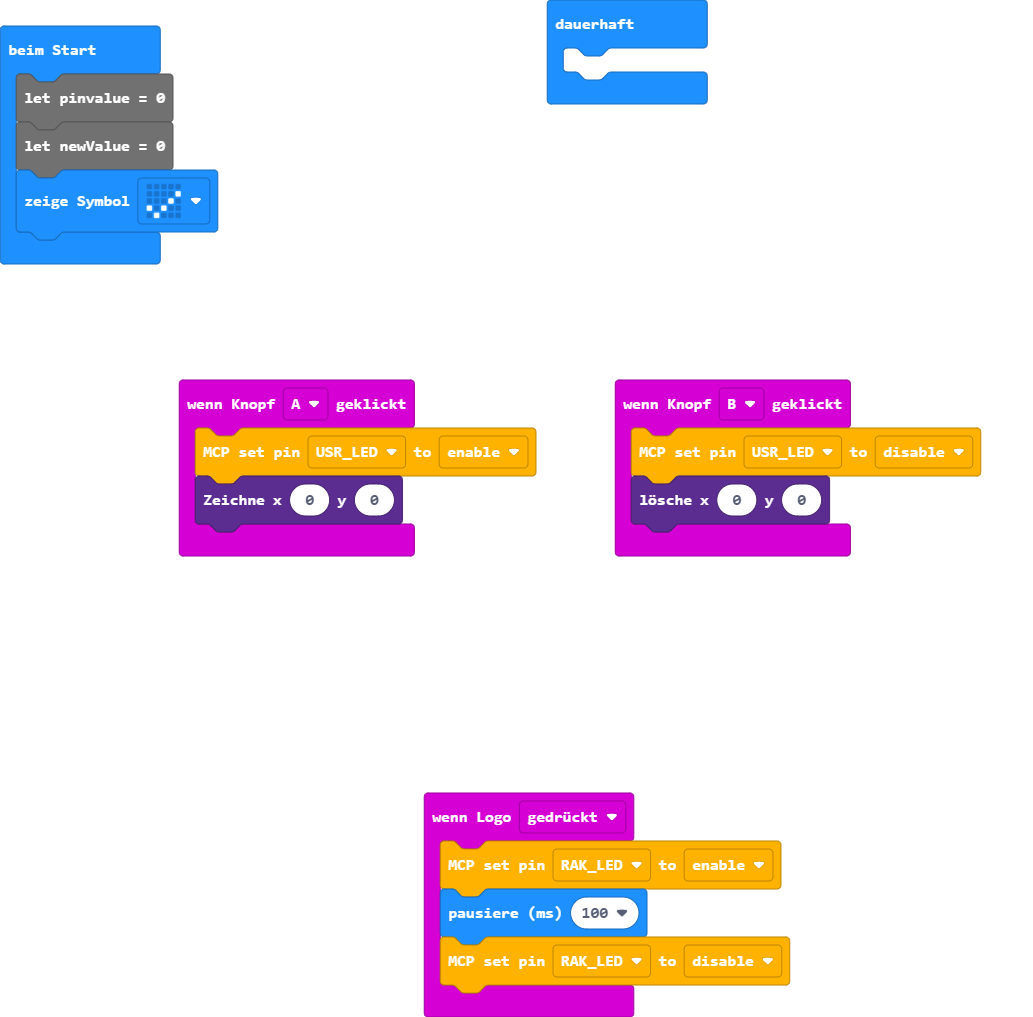 beim Start
let pinvalue = 0
let newValue = 0
zeige Symbol
dauerhaft
wenn Knopf A geklickt
MCP set pin USR_LED to enable
Zeichne x 0 y 0
wenn Knopf B geklickt
MCP set pin USR_LED to disable
lösche x 0 y 0
wenn Logo gedrückt
MCP set pin RAK_LED to enable
pausiere (ms) 100
MCP set pin RAK_LED to disable